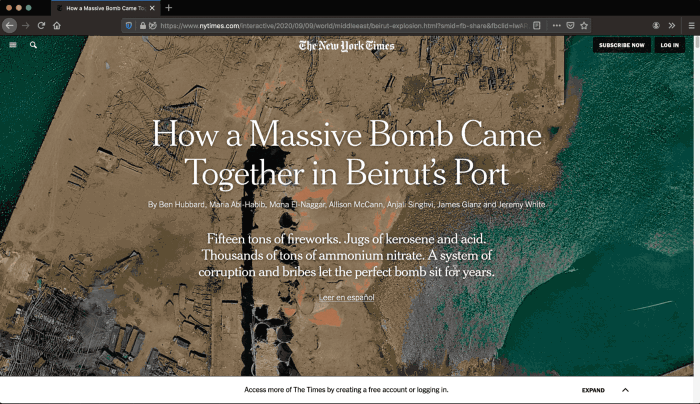 How a Massive Bomb Came To
https://www.nytimes.com/interactive/2020/09/09/world/middleeast/beirut-explosion.html?smid=fb-share&fbclid=IwA
The New York Times
SUBSCRIBE NOW
LOG IN
How a Massive Bomb Came
Together in Beirut's Port
By Ben Hubbard, Maria Abi-Habib, Mona El-Naggar, Allison McCann, Anjali Singhvi, James Glanz and Jeremy White
Fifteen tons of fireworks. Jugs of kerosene and acid.
Thousands of tons of ammonium nitrate. A system of
corruption and bribes let the perfect bomb sit for years.
Leer en español
Access more of The Times by creating a free account or logging in.
EXPAND